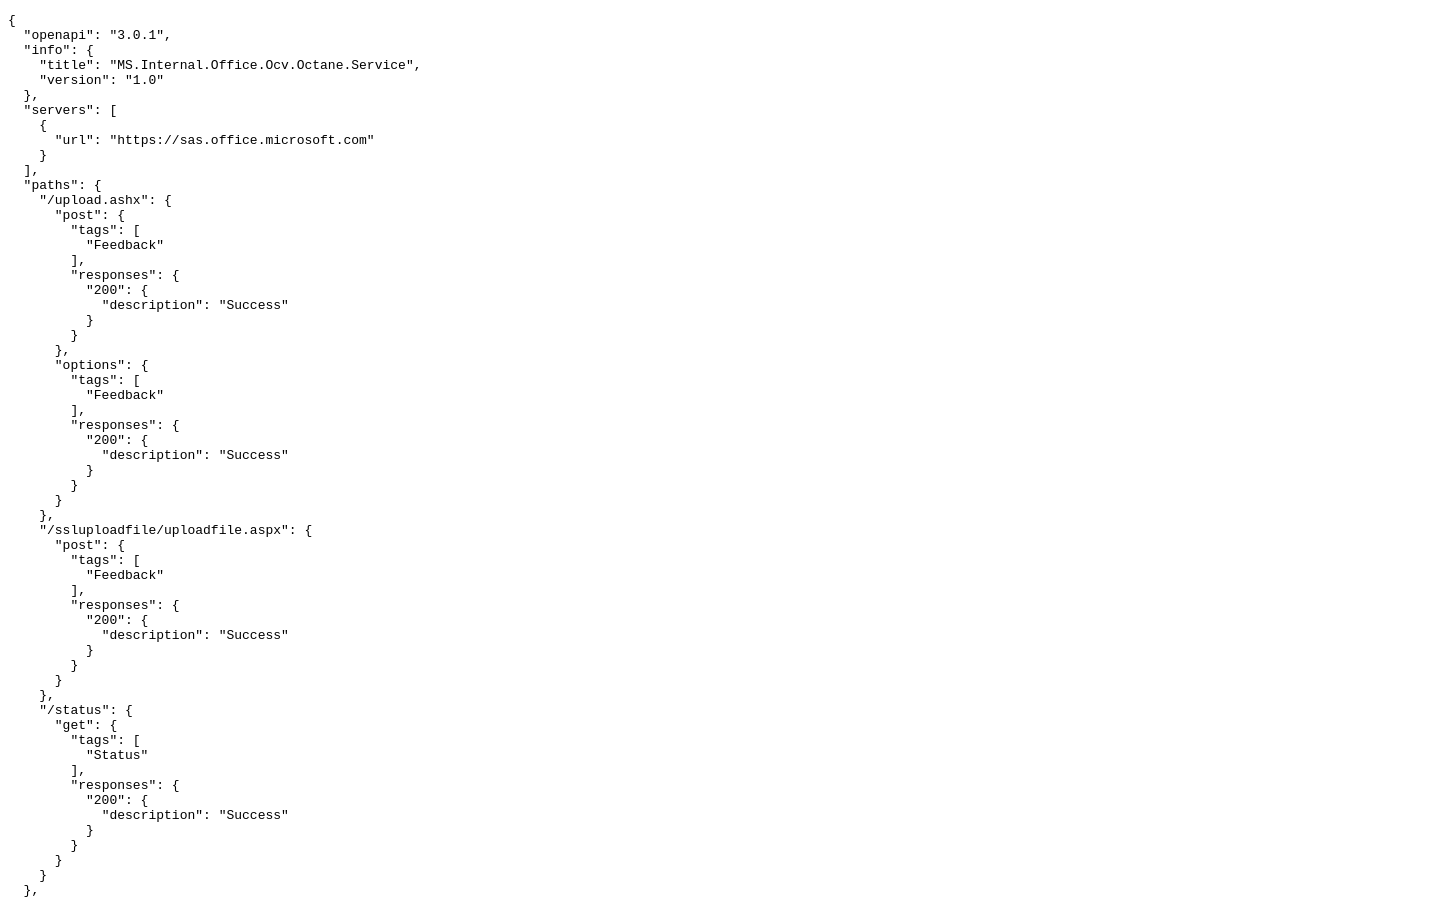 {
  "openapi": "3.0.1",
  "info": {
    "title": "MS.Internal.Office.Ocv.Octane.Service",
    "version": "1.0"
  },
  "servers": [
    {
      "url": "https://sas.office.microsoft.com"
    }
  ],
  "paths": {
    "/upload.ashx": {
      "post": {
        "tags": [
          "Feedback"
        ],
        "responses": {
          "200": {
            "description": "Success"
          }
        }
      },
      "options": {
        "tags": [
          "Feedback"
        ],
        "responses": {
          "200": {
            "description": "Success"
          }
        }
      }
    },
    "/ssluploadfile/uploadfile.aspx": {
      "post": {
        "tags": [
          "Feedback"
        ],
        "responses": {
          "200": {
            "description": "Success"
          }
        }
      }
    },
    "/status": {
      "get": {
        "tags": [
          "Status"
        ],
        "responses": {
          "200": {
            "description": "Success"
          }
        }
      }
    }
  },